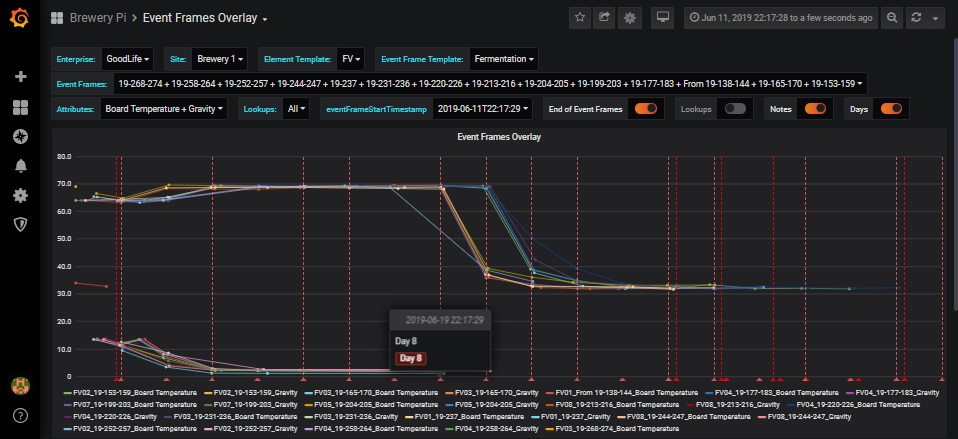 Brewery Pi > Event Frames Overlay
Jun 11, 2019 22:17:28 to a few seconds ago
Enterprise: GoodLife Site: Brewery 1 Element Template: FV Event Frame Template: Fermentation
Event Frames: 19-268-274 + 19-258-264 + 19-252-257 + 19-244-247 + 19-237 + 19-231-236 + 19-220-226 + 19-213-216 + 19-204-205 + 19-199-203 + 19-177-183 + From 19-138-144 + 19-165-170 + 19-153-159
Attributes: Board Temperature + Gravity Lookups: All eventFrameStartTimestamp 2019-06-11T22:17:29 End of Event Frames Lookups Notes Days
Event Frames Overlay
80.0
70.0
60.0
50.0
40.0
30.0
20.0
10.0
0
2019-06-19 22:17:29
Day 8
Day 8
FV02_19-153-159_Board Temperature FV02_19-153-159_Gravity FV03_19-165-170_Board Temperature FV03_19-165-170_Gravity FV01_From 19-138-144_Board Temperature FV04_19-177-183_Board Temperature FV04_19-177-183_Gravity
FV07_19-199-203_Board Temperature FV05_19-204-205_Board Temperature FV05_19-204-205_Gravity FV08_19-213-216_Board Temperature FV08_19-213-216_Gravity FV04_19-220-226_Board Temperature
FV04_19-220-226_Gravity FV03_19-231-236_Board Temperature FV03_19-231-236_Gravity FV01_19-237_Board Temperature FV01_19-237_Gravity FV08_19-244-247_Board Temperature FV08_19-244-247_Gravity
FV02_19-252-257_Board Temperature FV02_19-252-257_Gravity FV04_19-258-264_Board Temperature FV04_19-258-264_Gravity FV03_19-268-274_Board Temperature